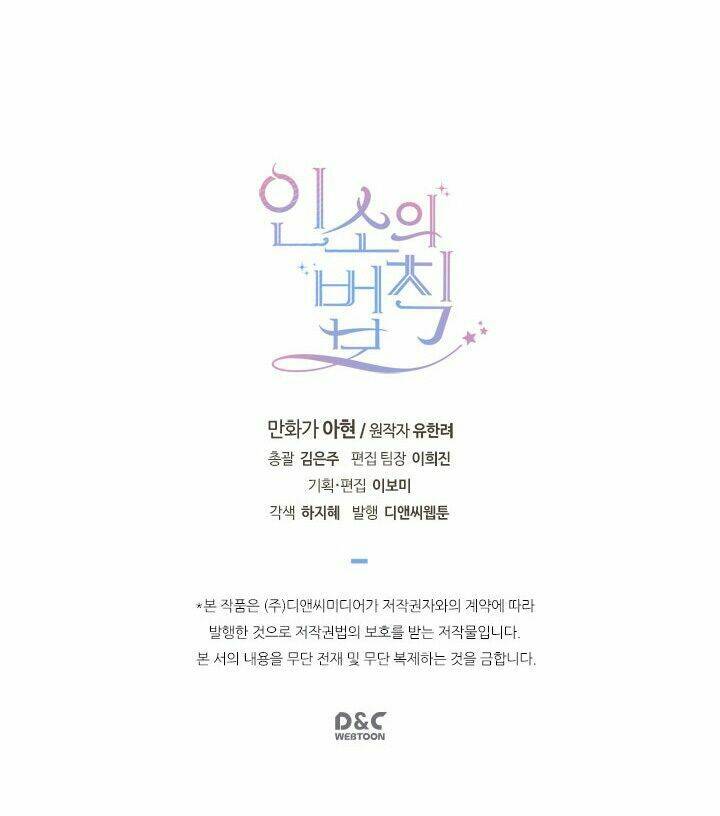 인소의
법칙
만화가 아현 / 원작자 유한려
총괄 김은주 편집 팀장 이희진
기획·편집 이보미
각색 하지혜 발행 디앤씨웹툰
*본 작품은 (주)디앤씨미디어가 저작권자와의 계약에 따라
발행한 것으로 저작권법의 보호를 받는 저작물입니다.
본 서의 내용을 무단 전재 및 무단 복제하는 것을 금합니다.
D&C
WEBTOON